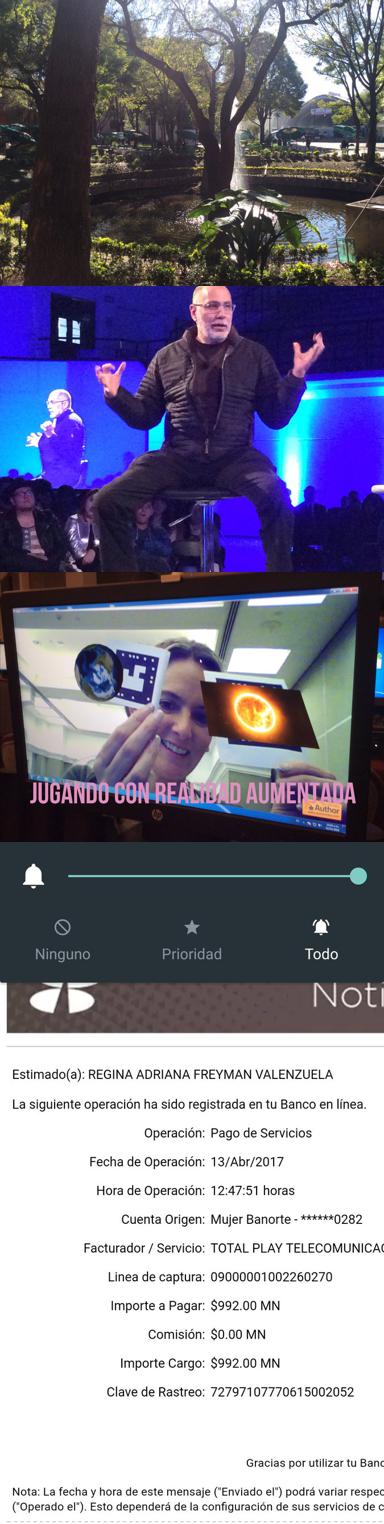 JUGANDO CON REALIDAD AUMENTADA
Author
hp
Ninguno
Prioridad
Todo
Noti
Estimado(a): REGINA ADRIANA FREYMAN VALENZUELA
La siguiente operación ha sido registrada en tu Banco en línea.
Operación: Pago de Servicios
Fecha de Operación: 13/Abr/2017
Hora de Operación: 12:47:51 horas
Cuenta Origen: Mujer Banorte - ******0282
Facturador / Servicio: TOTAL PLAY TELECOMUNICAC
Linea de captura: 09000001002260270
Importe a Pagar: $992.00 MN
Comisión: $0.00 MN
Importe Cargo: $992.00 MN
Clave de Rastreo: 72797107770615002052
Gracias por utilizar tu Banc
Nota: La fecha y hora de este mensaje ("Enviado el") podrá variar respec
("Operado el"). Esto dependerá de la configuración de sus servicios de c